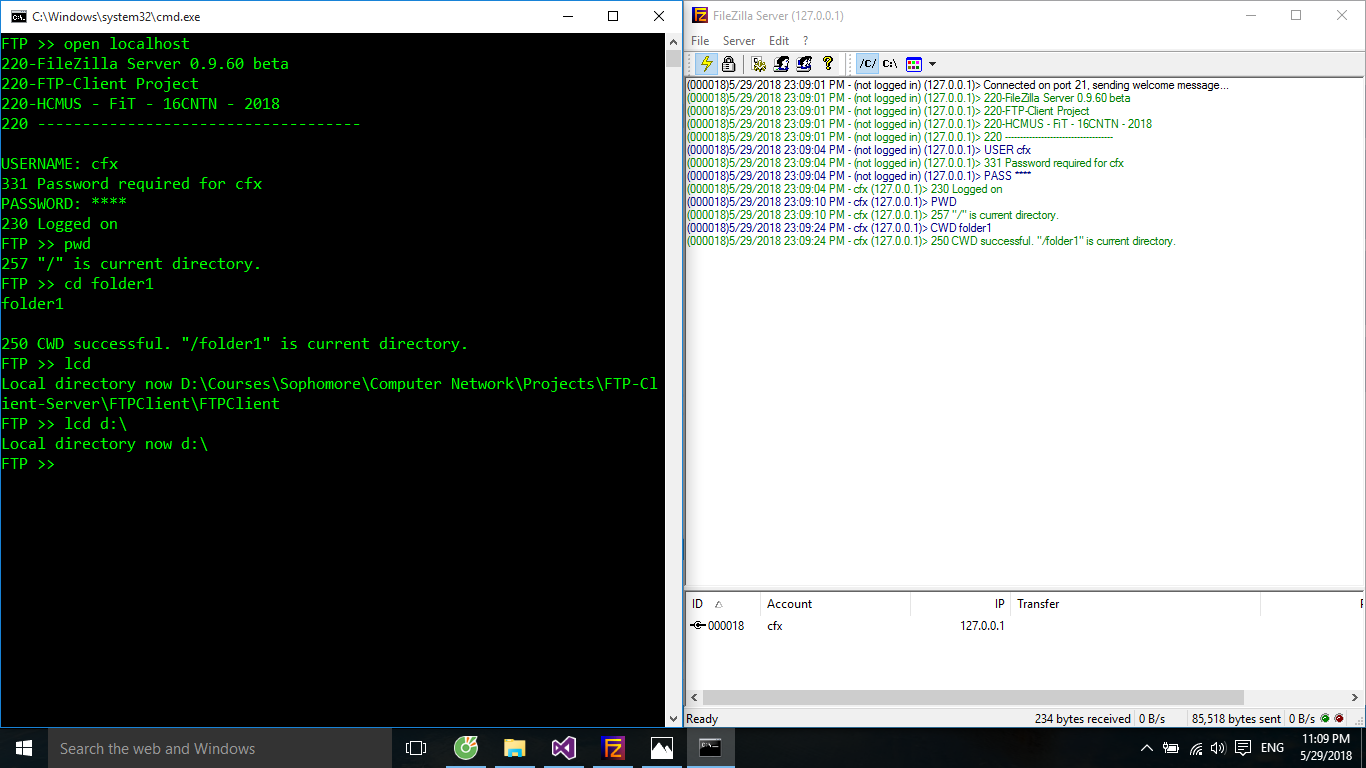 C:\Windows\system32\cmd.exe
FTP >> open localhost
220-FileZilla Server 0.9.60 beta
220-FTP-Client Project
220-HCMUS - FiT - 16CNTN - 2018
220 ------------------------------------
USERNAME: cfx
331 Password required for cfx
PASSWORD: ****
230 Logged on
FTP >> pwd
257 "/" is current directory.
FTP >> cd folder1
folder1
250 CWD successful. "/folder1" is current directory.
FTP >> lcd
Local directory now D:\Courses\Sophomore\Computer Network\Projects\FTP-Cl
ient-Server\FTPClient\FTPClient
FTP >> lcd d:\
Local directory now d:\
FTP >>
FileZilla Server (127.0.0.1)
File Server Edit ?
/C/ C:\
(000018)5/29/2018 23:09:01 PM - (not logged in) (127.0.0.1)> Connected on port 21, sending welcome message...
(000018)5/29/2018 23:09:01 PM - (not logged in) (127.0.0.1)> 220-FileZilla Server 0.9.60 beta
(000018)5/29/2018 23:09:01 PM - (not logged in) (127.0.0.1)> 220-FTP-Client Project
(000018)5/29/2018 23:09:01 PM - (not logged in) (127.0.0.1)> 220-HCMUS - FiT - 16CNTN - 2018
(000018)5/29/2018 23:09:01 PM - (not logged in) (127.0.0.1)> 220 ------------------------------------
(000018)5/29/2018 23:09:04 PM - (not logged in) (127.0.0.1)> USER cfx
(000018)5/29/2018 23:09:04 PM - (not logged in) (127.0.0.1)> 331 Password required for cfx
(000018)5/29/2018 23:09:04 PM - (not logged in) (127.0.0.1)> PASS ****
(000018)5/29/2018 23:09:04 PM - cfx (127.0.0.1)> 230 Logged on
(000018)5/29/2018 23:09:10 PM - cfx (127.0.0.1)> PWD
(000018)5/29/2018 23:09:10 PM - cfx (127.0.0.1)> 257 "/" is current directory.
(000018)5/29/2018 23:09:24 PM - cfx (127.0.0.1)> CWD folder1
(000018)5/29/2018 23:09:24 PM - cfx (127.0.0.1)> 250 CWD successful. "/folder1" is current directory.
ID Account IP Transfer
000018 cfx 127.0.0.1
Ready 234 bytes received 0 B/s 85,518 bytes sent 0 B/s
Search the web and Windows
ENG
11:09 PM
5/29/2018